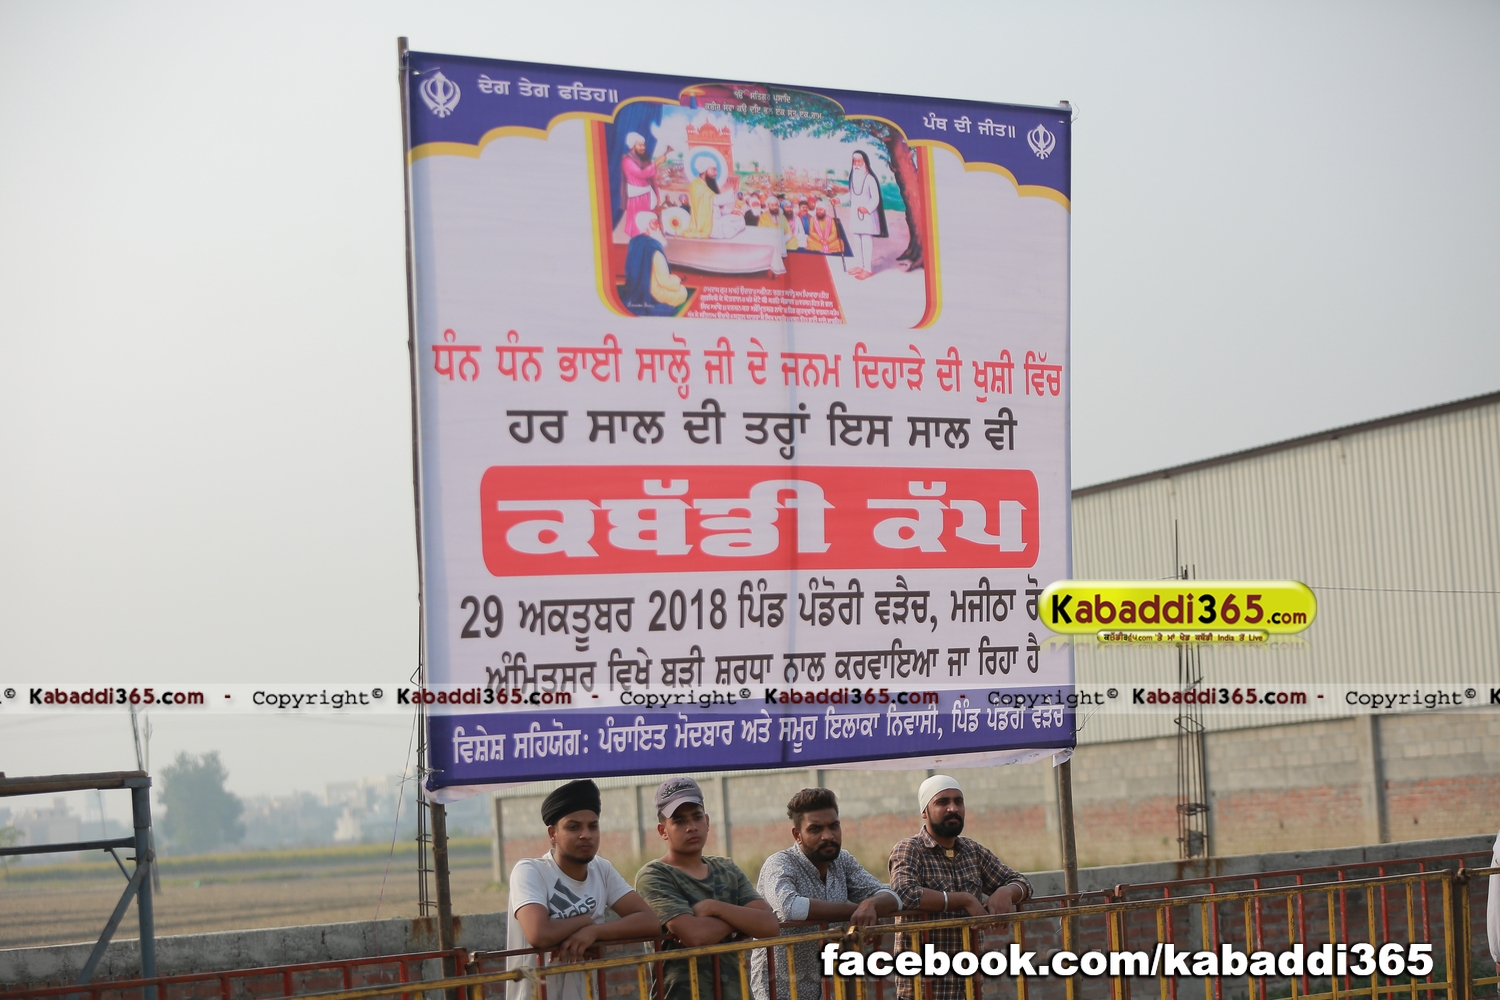 ਦੇਗ ਤੇਗ ਫਤਿਹ॥
ਪੰਥ ਦੀ ਜੀਤ॥
ਧੰਨ ਧੰਨ ਭਾਈ ਸਾਲ੍ਹੋ ਜੀ ਦੇ ਜਨਮ ਦਿਹਾੜੇ ਦੀ ਖੁਸ਼ੀ ਵਿੱਚ
ਹਰ ਸਾਲ ਦੀ ਤਰ੍ਹਾਂ ਇਸ ਸਾਲ ਵੀ
ਕਬੱਡੀ ਕੱਪ
29 ਅਕਤੂਬਰ 2018 ਪਿੰਡ ਪੰਡੋਰੀ ਵੜੈਚ, ਮਜੀਠਾ ਰੋ
ਅੰਮਿਤਸਰ ਵਿਖੇ ਬੜੀ ਸ਼ਰਧਾ ਨਾਲ ਕਰਵਾਇਆ ਜਾ ਰਿਹਾ ਹੈ
ਵਿਸ਼ੇਸ਼ ਸਹਿਯੋਗ: ਪੰਚਾਇਤ ਮੋਦਬਾਰ ਅਤੇ ਸਮੂਹ ਇਲਾਕਾ ਨਿਵਾਸੀ, ਪਿੰਡ ਪੰਡੋਰੀ ਵੜੈਚ
Kabaddi365.com
© Kabaddi365.com - Copyright© Kabaddi365.com - Copyright© Kabaddi365.com - Copyright© Kabaddi365.com - Copyright© K
adidas
facebook.com/kabaddi365